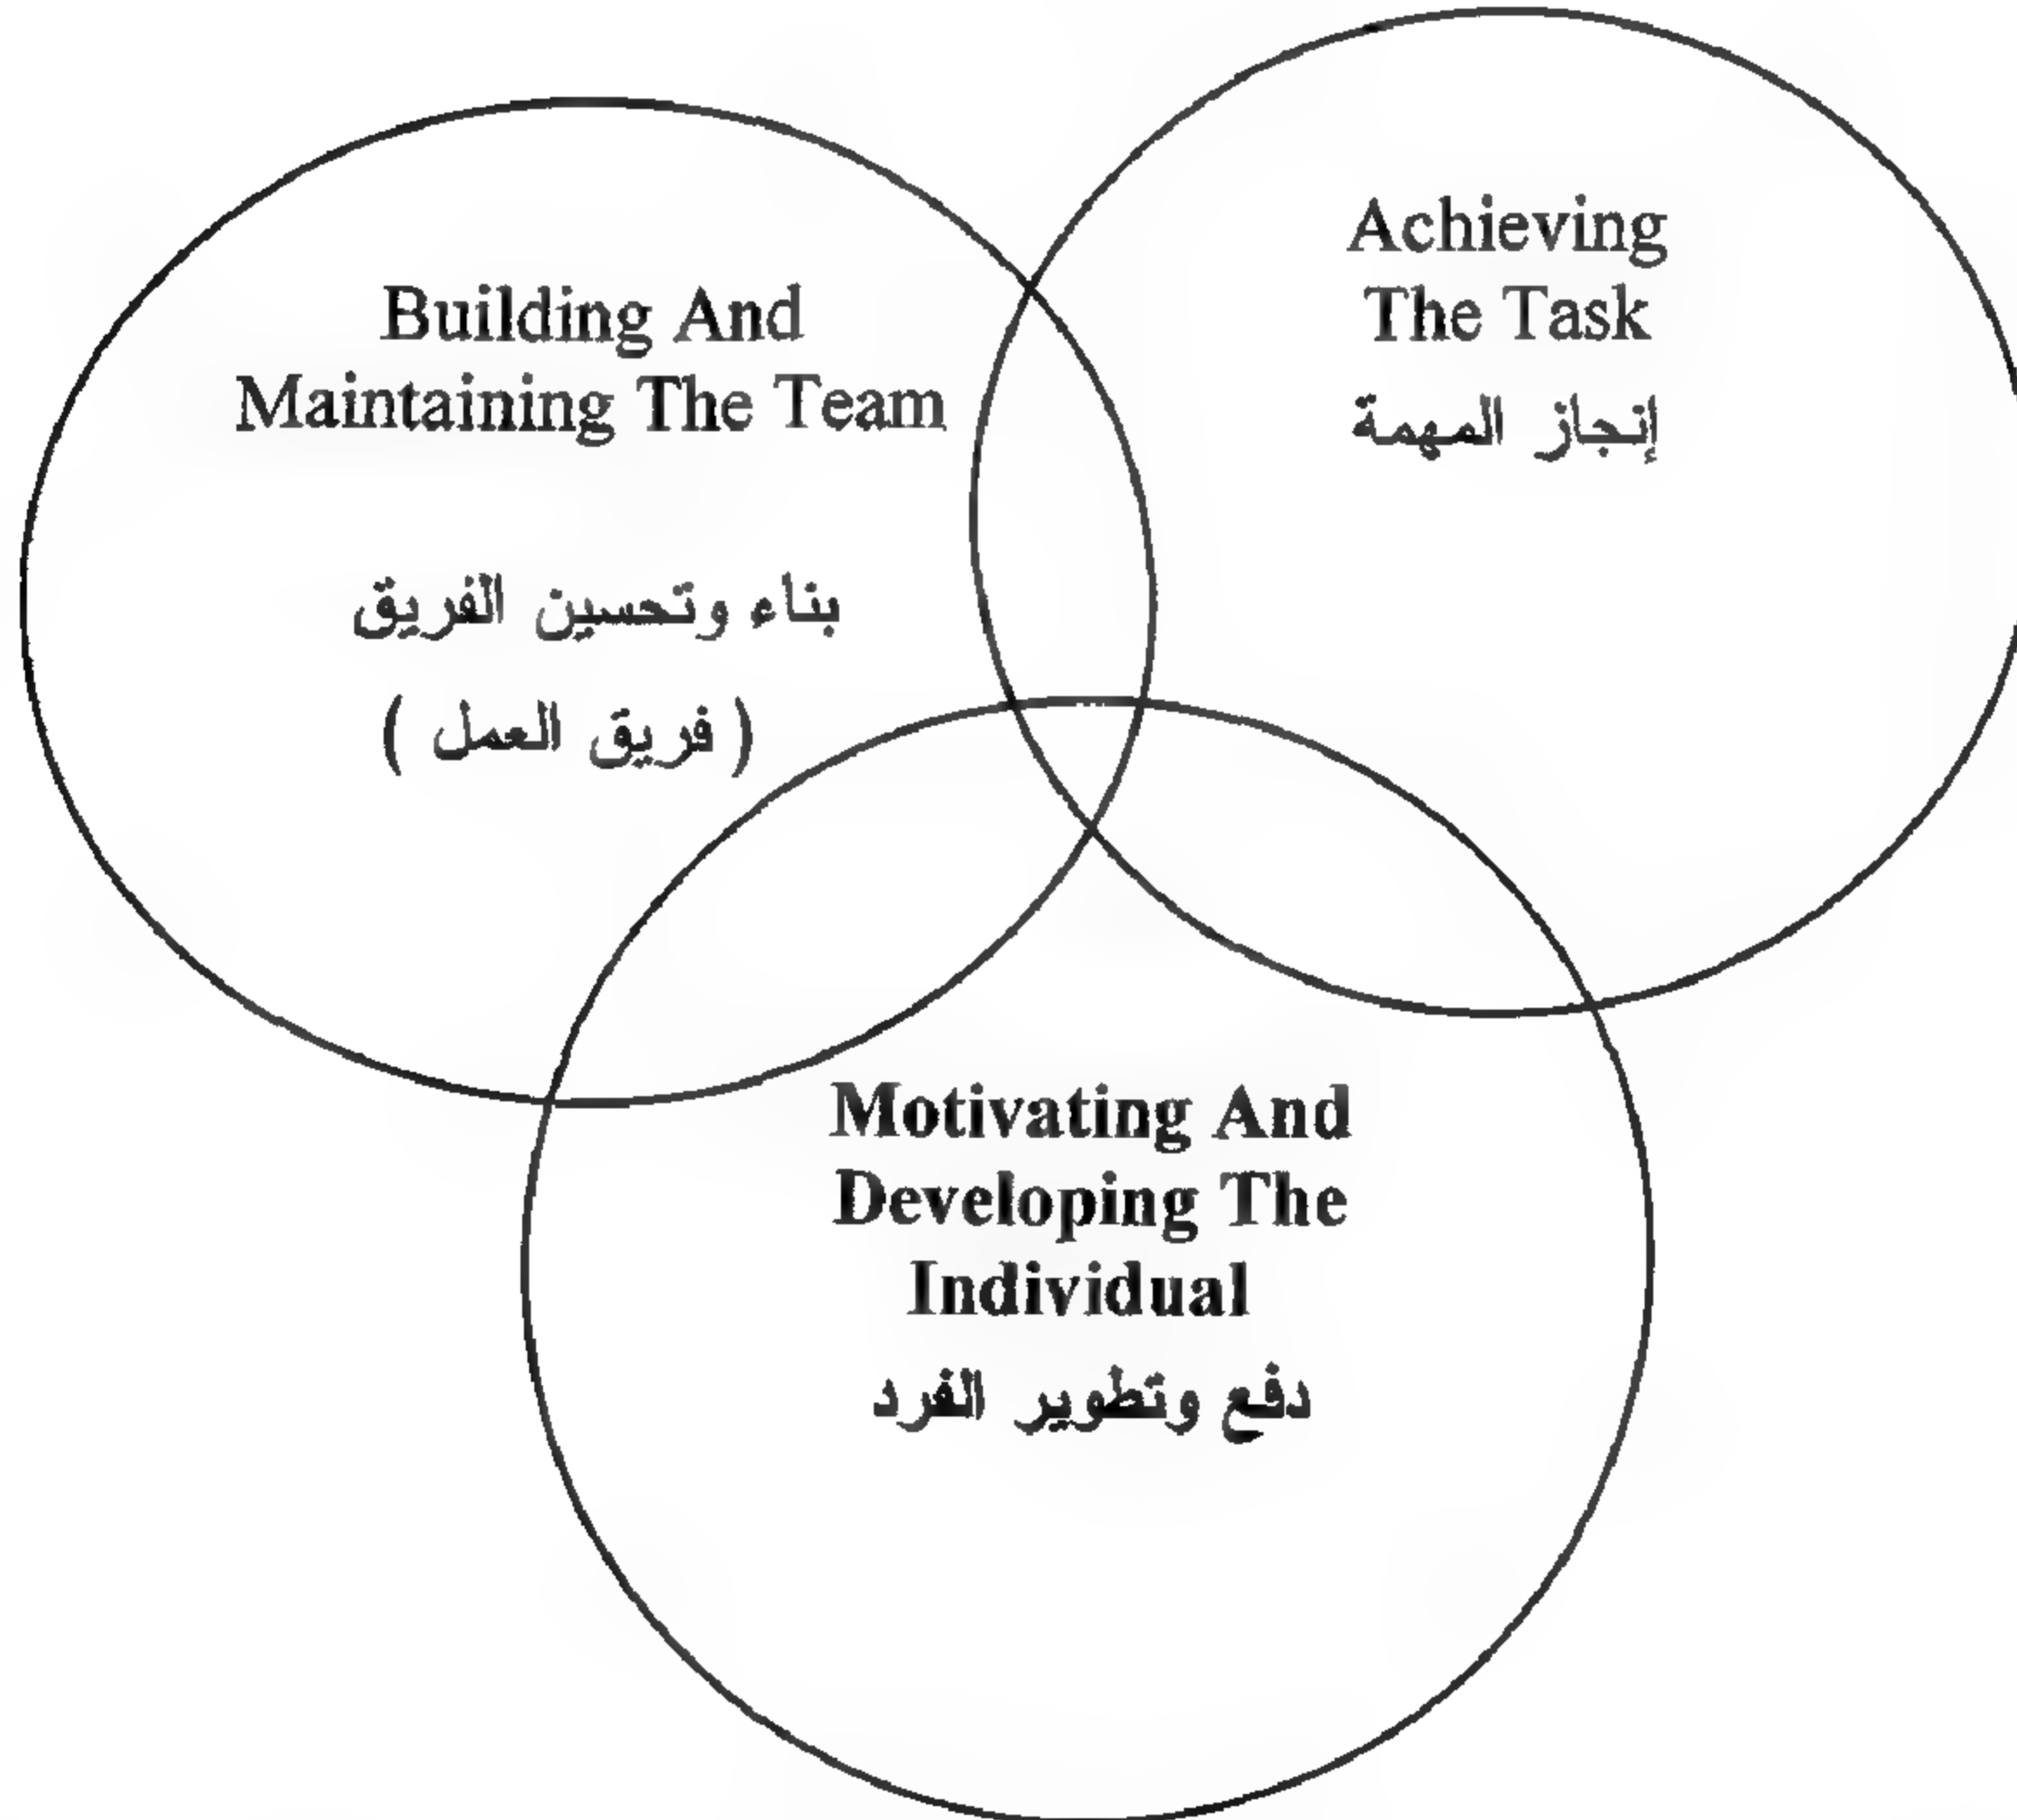 Building And
Maintaining The Team
بناء وتحسين الفريق
( فريق العمل )
Achieving
The Task
إنجاز المهمة
Motivating And
Developing The
Individual
دفع وتطوير الفرد